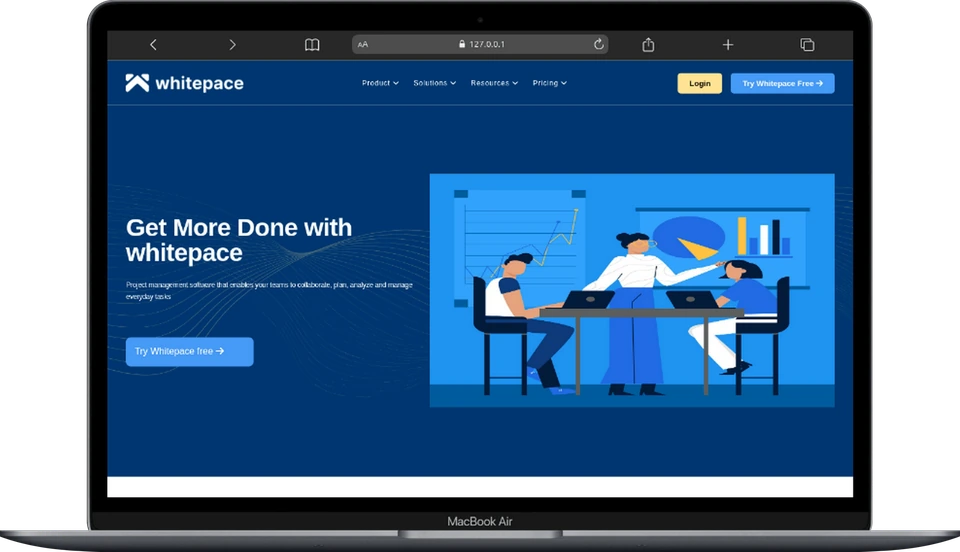 AA 127.0.0.1
whitepace
Product Solutions Resources Pricing Login Try Whitepace Free →
Get More Done with
whitepace
Project management software that enables your teams to collaborate, plan, analyze and manage
everyday tasks
Try Whitepace free →
MacBook Air